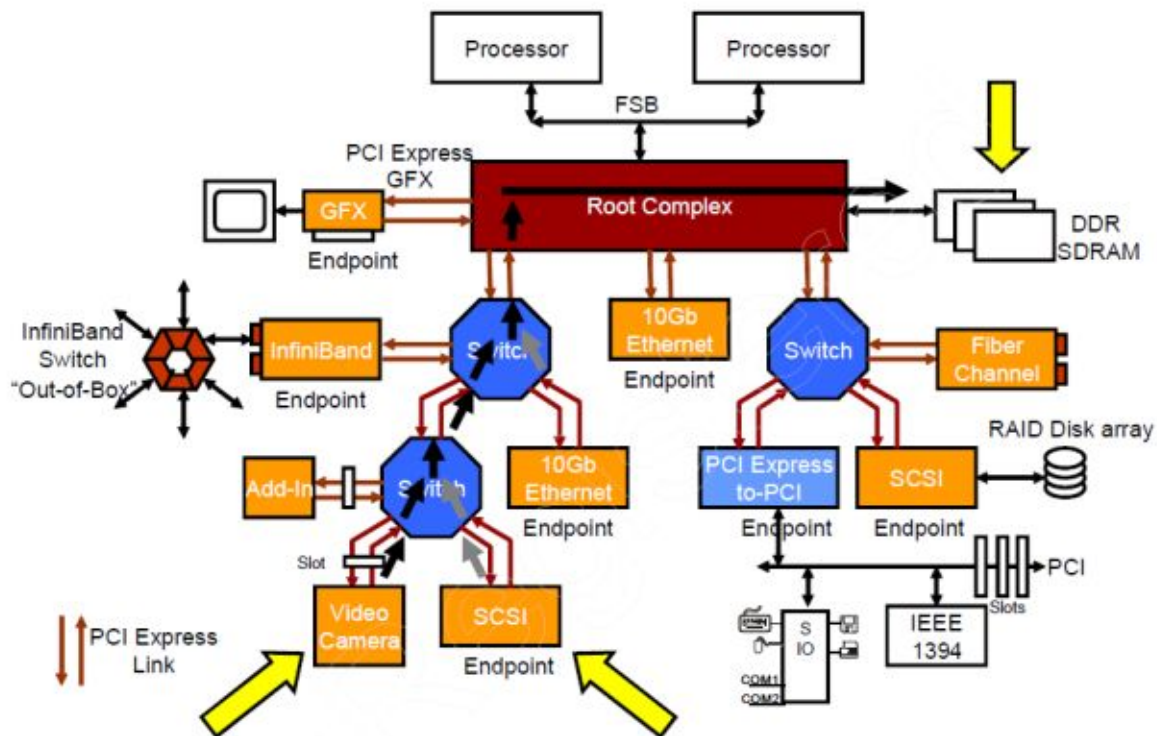 Processor
Processor
FSB
PCI Express
GFX
GFX
Endpoint
Root Complex
DDR
SDRAM
InfiniBand
Switch
"Out-of-Box"
InfiniBand
Endpoint
Switch
10Gb
Ethernet
Endpoint
Switch
Fiber
Channel
RAID Disk array
Add-In
Switch
10Gb
Ethernet
Endpoint
PCI Express
to-PCI
Endpoint
SCSI
Endpoint
Slot
Video
Camera
SCSI
Endpoint
PCI
Slots
S
IO
COM1
COM2
IEEE
1394
PCI Express
Link